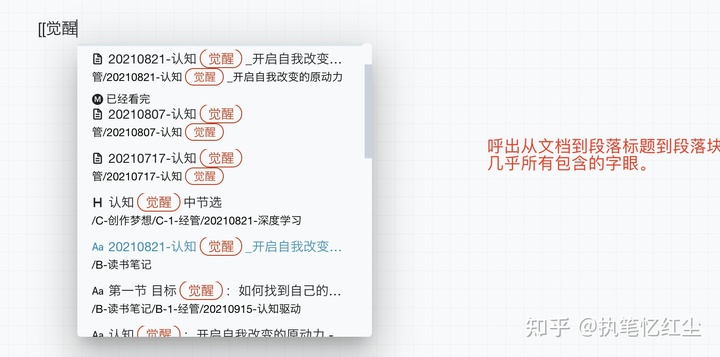 [[觉醒
20210821-认知 觉醒 _开启自我改变...
管/20210821-认知 觉醒 _开启自我改变的原动力
M 已经看完
20210807-认知 觉醒
管/20210807-认知 觉醒
20210717-认知 觉醒
管/20210717-认知 觉醒
H 认知 觉醒 中节选
/C-创作梦想/C-1-经管/20210821-深度学习
Aa 20210821-认知 觉醒 _开启自我改变...
/B-读书笔记
Aa 第一节 目标 觉醒 ：如何找到自己的...
/B-读书笔记/B-1-经管/20210915-认知驱动
Aa 认知 觉醒 ：开启自我改变的原动力 -
呼出从文档到段落标题到段落块
几乎所有包含的字眼。
知乎 @执笔忆红尘